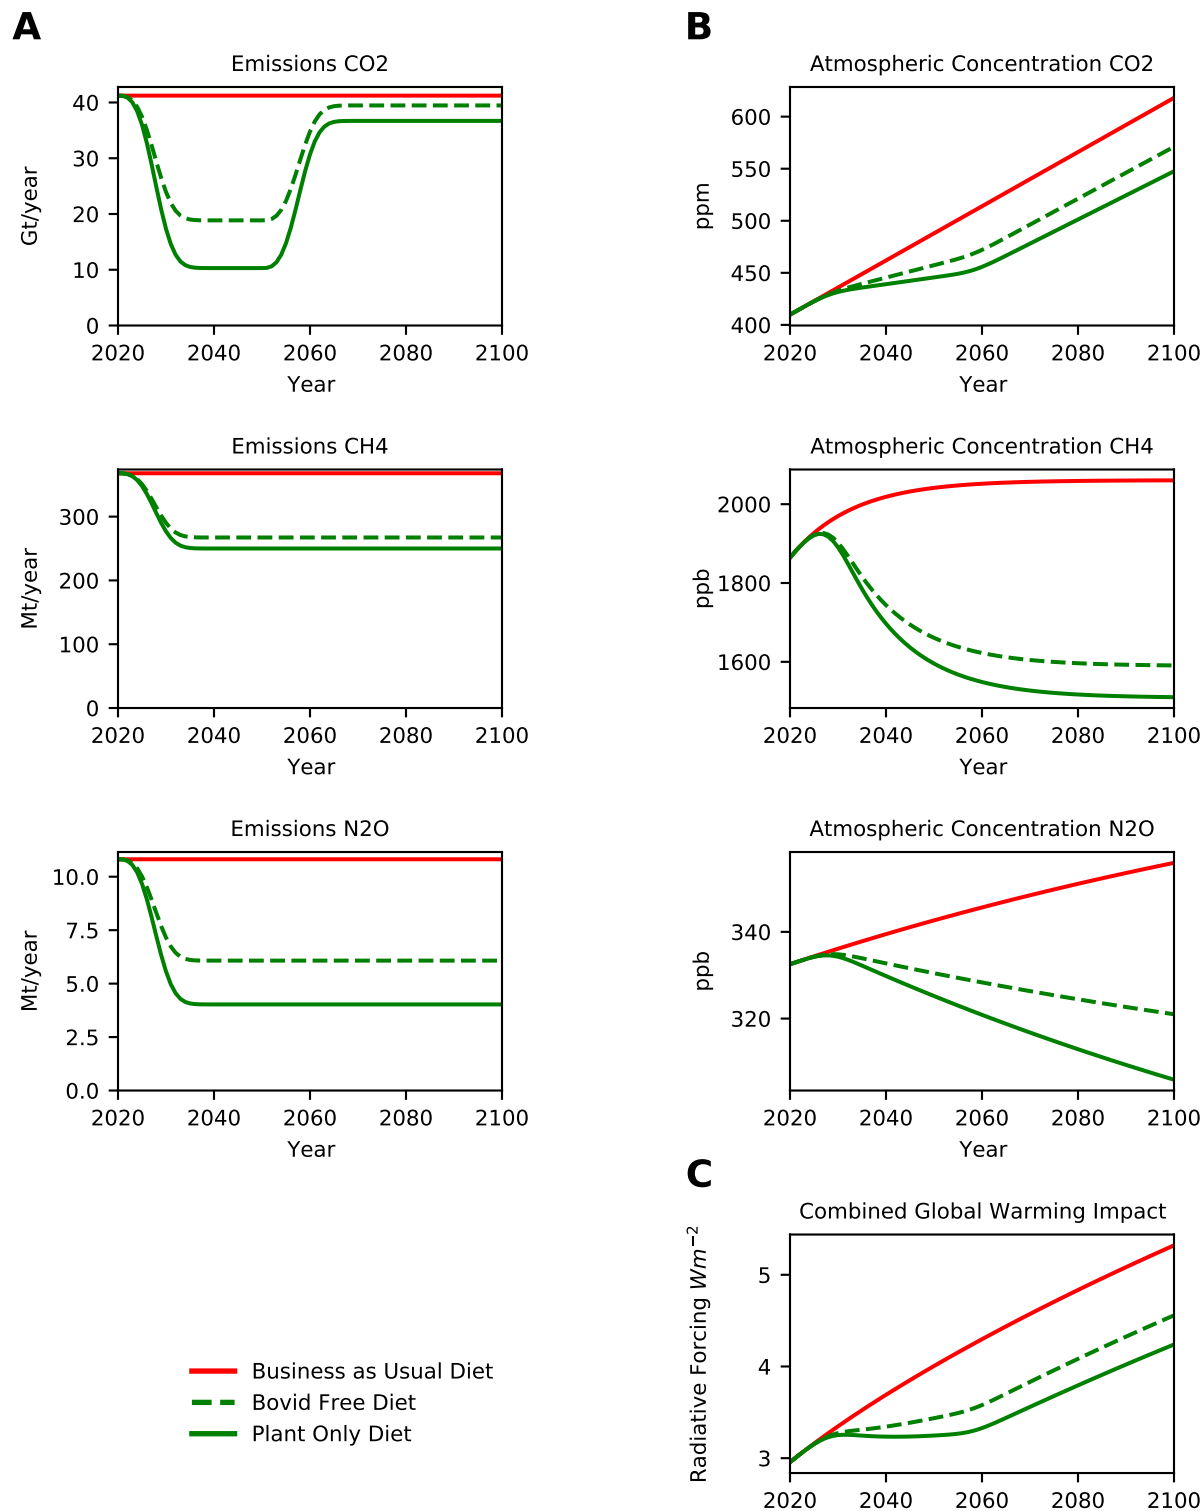 A
B
Emissions CO2
Gt/year
40
30
20
10
0
2020 2040 2060 2080 2100
Year
Atmospheric Concentration CO2
ppm
600
550
500
450
400
2020 2040 2060 2080 2100
Year
Emissions CH4
Mt/year
300
200
100
0
2020 2040 2060 2080 2100
Year
Atmospheric Concentration CH4
ppb
2000
1800
1600
2020 2040 2060 2080 2100
Year
Emissions N2O
Mt/year
10.0
7.5
5.0
2.5
0.0
2020 2040 2060 2080 2100
Year
Atmospheric Concentration N2O
ppb
340
320
2020 2040 2060 2080 2100
Year
C
Combined Global Warming Impact
Radiative Forcing Wm⁻²
5
4
3
2020 2040 2060 2080 2100
Business as Usual Diet
Bovid Free Diet
Plant Only Diet